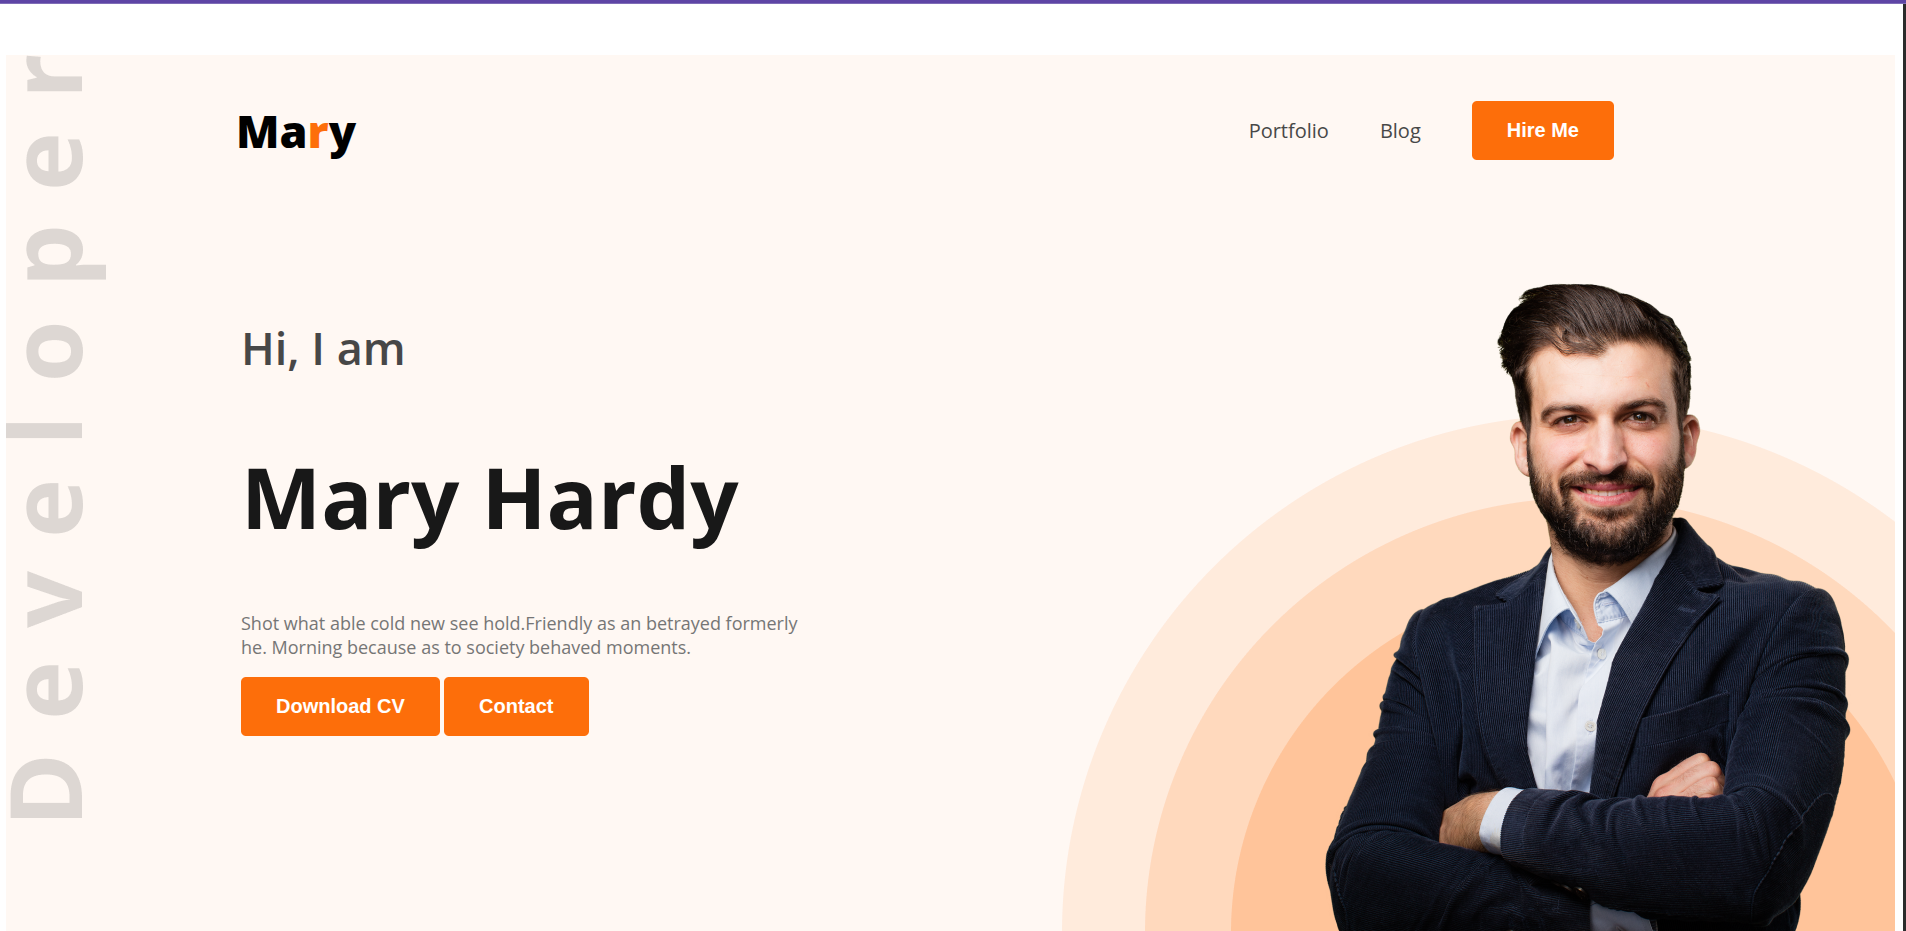 Developer
Mary
Portfolio Blog Hire Me
Hi, I am
Mary Hardy
Shot what able cold new see hold.Friendly as an betrayed formerly
he. Morning because as to society behaved moments.
Download CV Contact